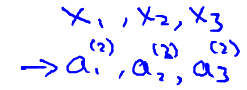 x₁, x₂, x₃
→ a₁⁽²⁾, a₂⁽²⁾, a₃⁽²⁾